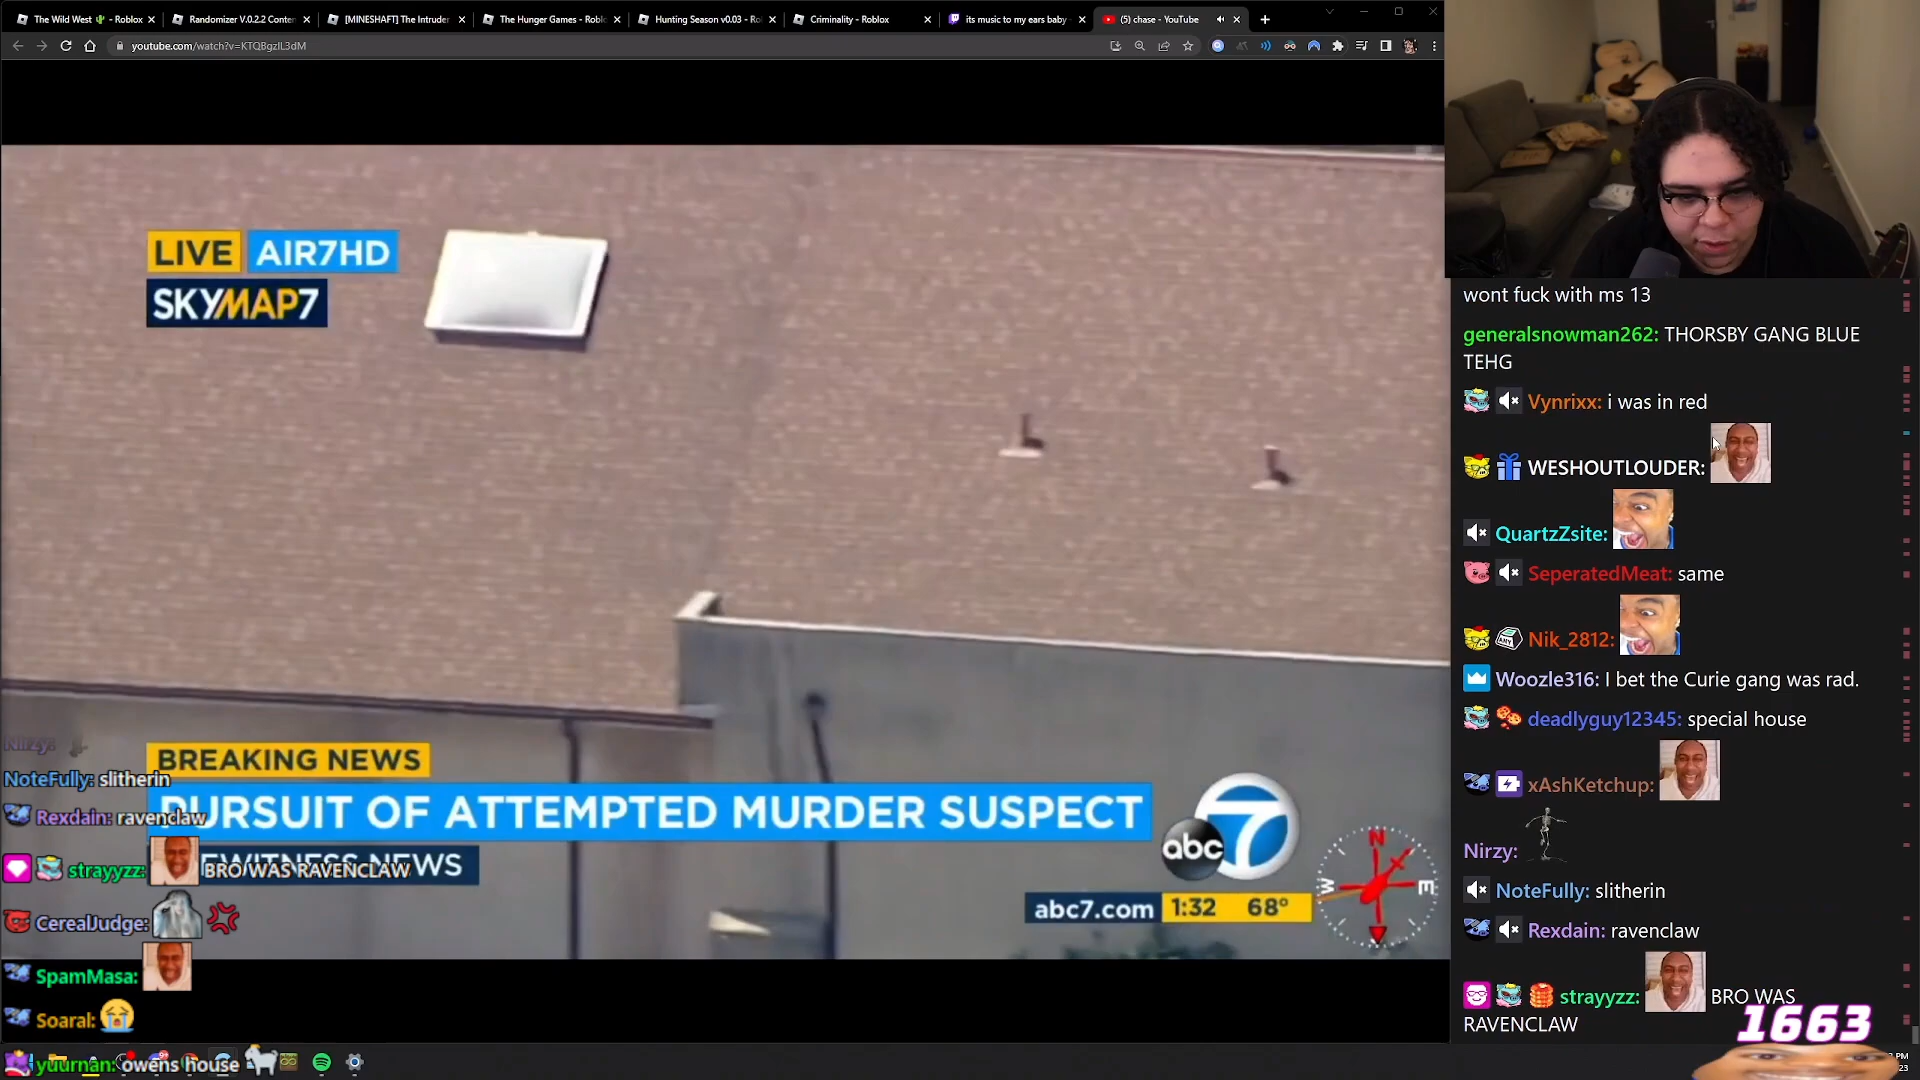 The Wild West 🌵 - Roblox
Randomizer V.0.2.2 Conten
[MINESHAFT] The Intruder
The Hunger Games - Roblo
Hunting Season v0.03 - Ro
Criminality - Roblox
its music to my ears baby
(5) chase - YouTube
youtube.com/watch?v=KTQBgzIL3dM
LIVE AIR7HD
SKYMAP7
BREAKING NEWS
PURSUIT OF ATTEMPTED MURDER SUSPECT
EYEWITNESS NEWS
abc 7
abc7.com 1:32 68°
N
W E
Nirzy:
NoteFully: slitherin
Rexdain: ravenclaw
strayyzz: BRO WAS RAVENCLAW
CerealJudge:
SpamMasa:
Soaral:
yuurnan: owens house
wont fuck with ms 13
generalsnowman262: THORSBY GANG BLUE
TEHG
Vynrixx: i was in red
WESHOUTLOUDER:
QuartzZsite:
SeperatedMeat: same
Nik_2812:
Woozle316: I bet the Curie gang was rad.
deadlyguy12345: special house
xAshKetchup:
Nirzy:
NoteFully: slitherin
Rexdain: ravenclaw
strayyzz: BRO WAS
RAVENCLAW
1663
PM
23